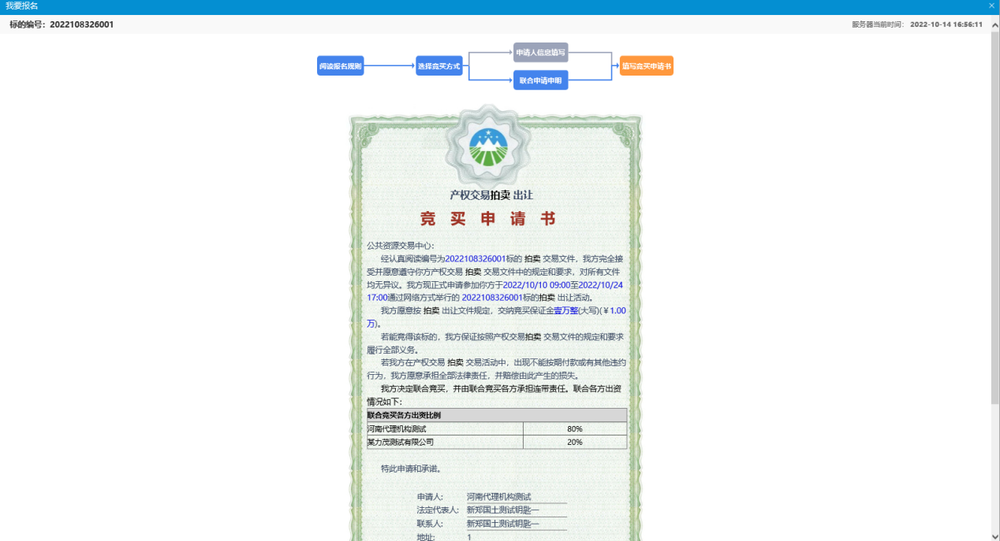 我要报名
标的编号：2022108326001
服务器当前时间： 2022-10-14 16:56:11
阅读报名规则
选择竞买方式
申请人信息填写
联合申请申明
填写竞买申请书
产权交易拍卖 出让
竞 买 申 请 书
公共资源交易中心：
经认真阅读编号为2022108326001标的 拍卖 交易文件，我方完全接
受并愿意遵守你方产权交易 拍卖 交易文件中的规定和要求，对所有文件
均无异议。我方现正式申请参加你方于2022/10/10 09:00至2022/10/24
17:00通过网络方式举行的 2022108326001标的拍卖 出让活动。
我方愿意按 拍卖 出让文件规定，交纳竞买保证金壹万整(大写)(￥1.00
万)。
若能竞得该标的，我方保证按照产权交易拍卖 交易文件的规定和要求
履行全部义务。
若我方在产权交易 拍卖 交易活动中，出现不能按期付款或有其他违约
行为，我方愿意承担全部法律责任，并赔偿由此产生的损失。
我方决定联合竞买，并由联合竞买各方承担连带责任。联合各方出资
情况如下：
联合竞买各方出资比例
河南代理机构测试 80%
某力茂测试有限公司 20%
特此申请和承诺。
申请人： 河南代理机构测试
法定代表人： 新郑国土测试钥匙一
联系人： 新郑国土测试钥匙一
地址： 1